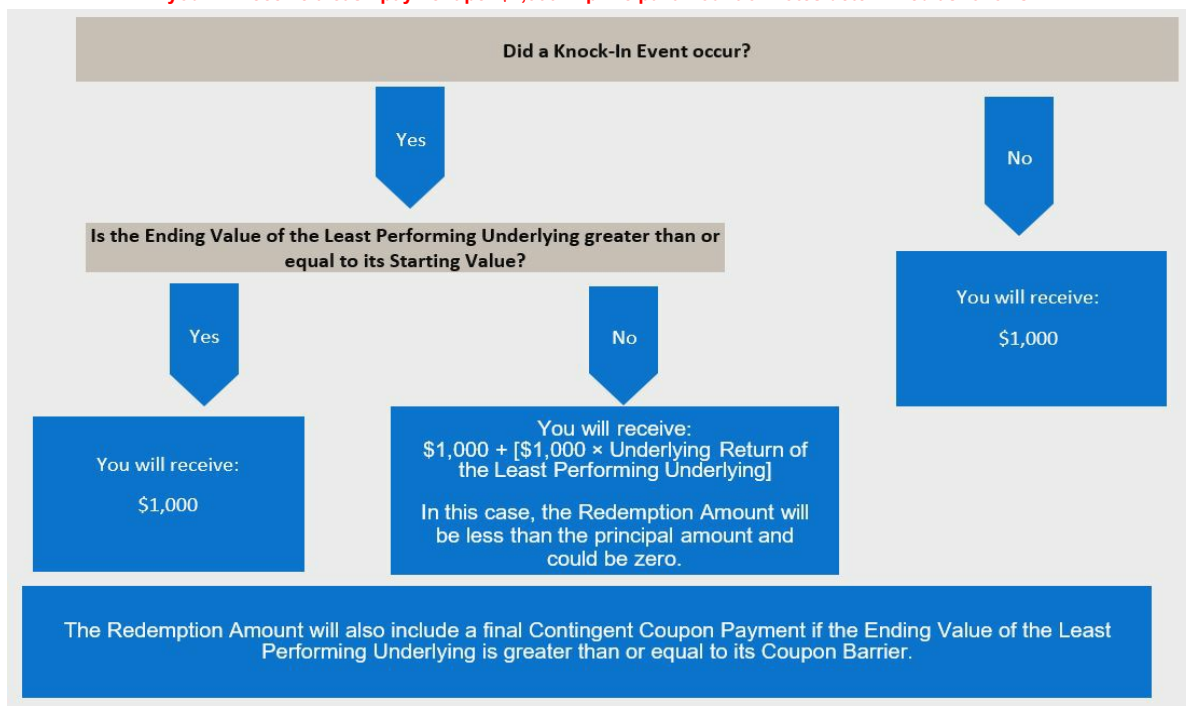 Did a Knock-In Event occur?
Yes
No
Is the Ending Value of the Least Performing Underlying greater than or
equal to its Starting Value?
You will receive:
$1,000
Yes
No
You will receive:
$1,000
You will receive:
$1,000 + [$1,000 × Underlying Return of
the Least Performing Underlying]
In this case, the Redemption Amount will
be less than the principal amount and
could be zero.
The Redemption Amount will also include a final Contingent Coupon Payment if the Ending Value of the Least
Performing Underlying is greater than or equal to its Coupon Barrier.